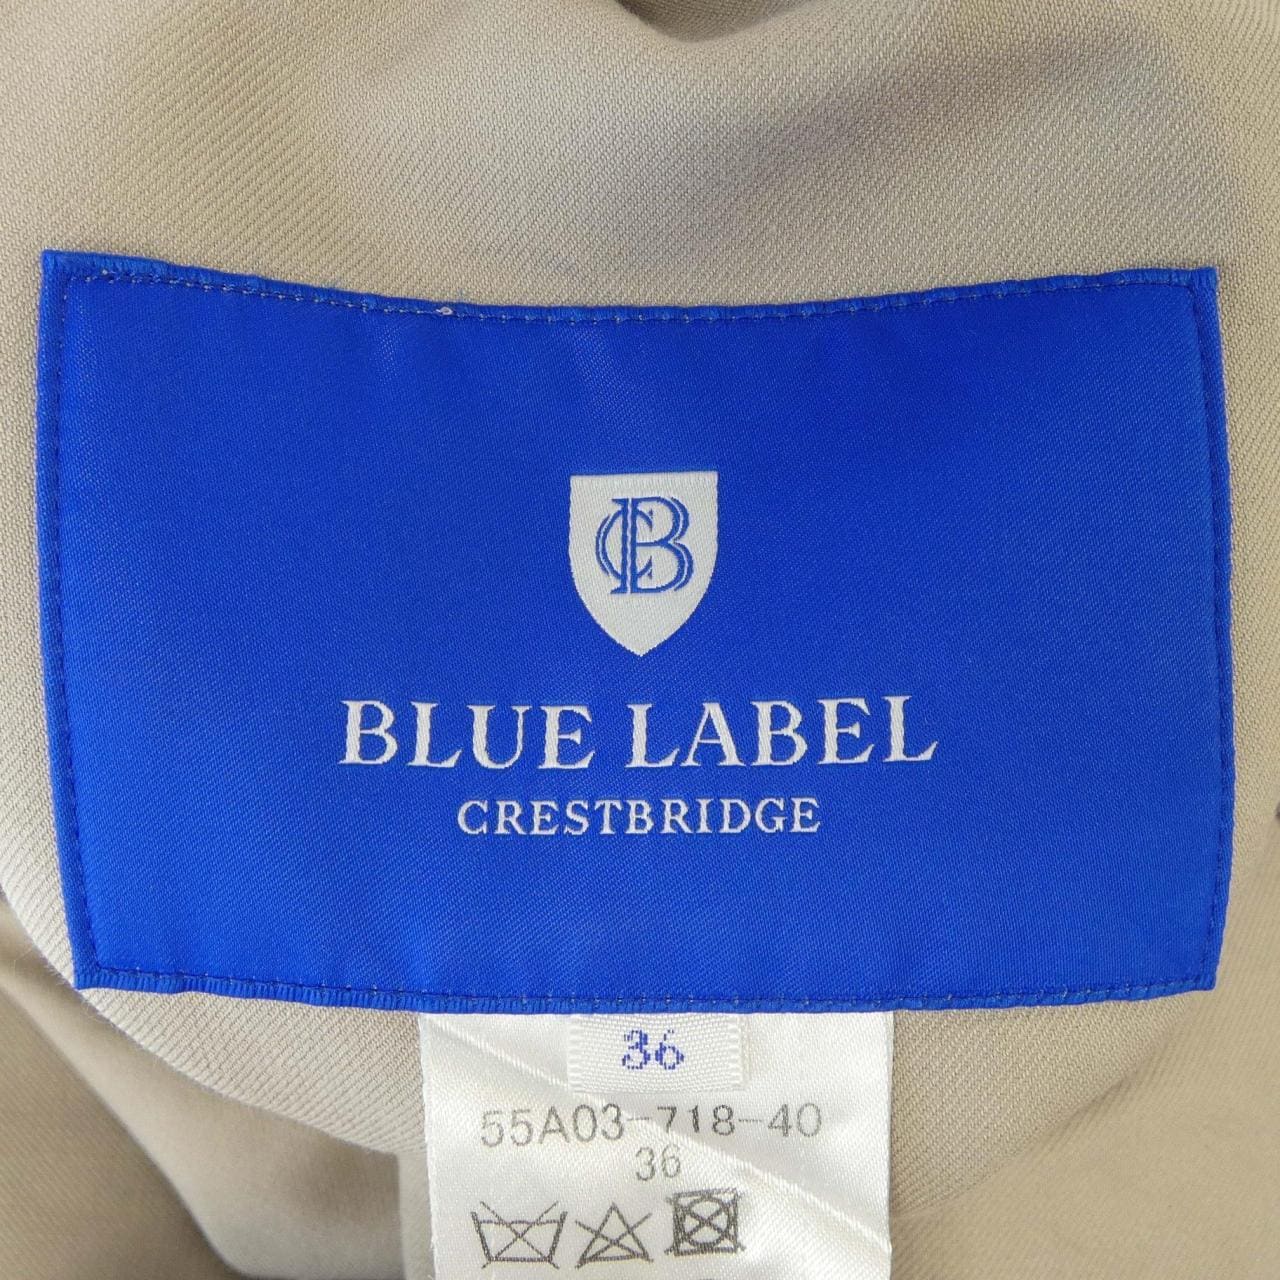 CB
BLUE LABEL
CRESTBRIDGE
36
55A03-718-40
36